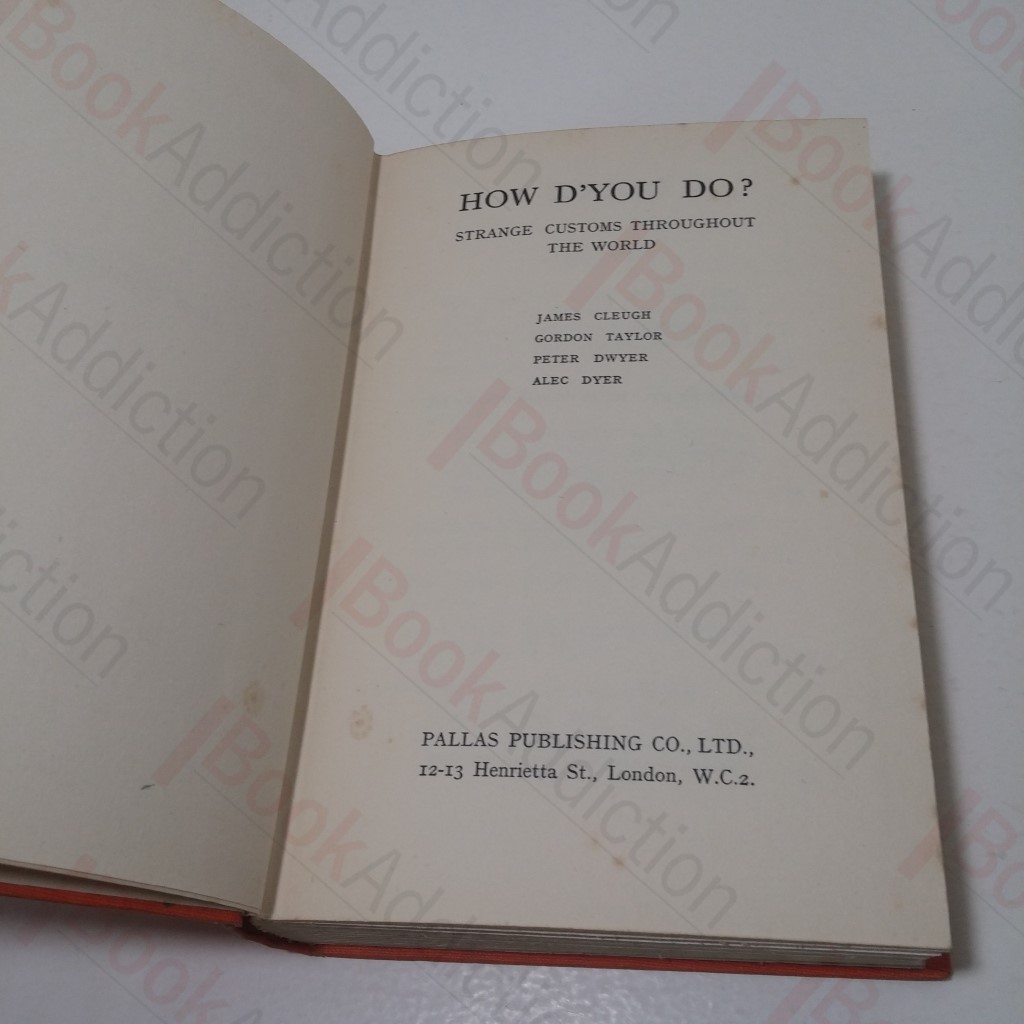 HOW D'YOU DO?
STRANGE CUSTOMS THROUGHOUT
THE WORLD
JAMES CLEUGH
GORDON TAYLOR
PETER DWYER
ALEC DYER
PALLAS PUBLISHING CO., LTD.,
12-13 Henrietta St., London, W.C.2.
BookAddiction